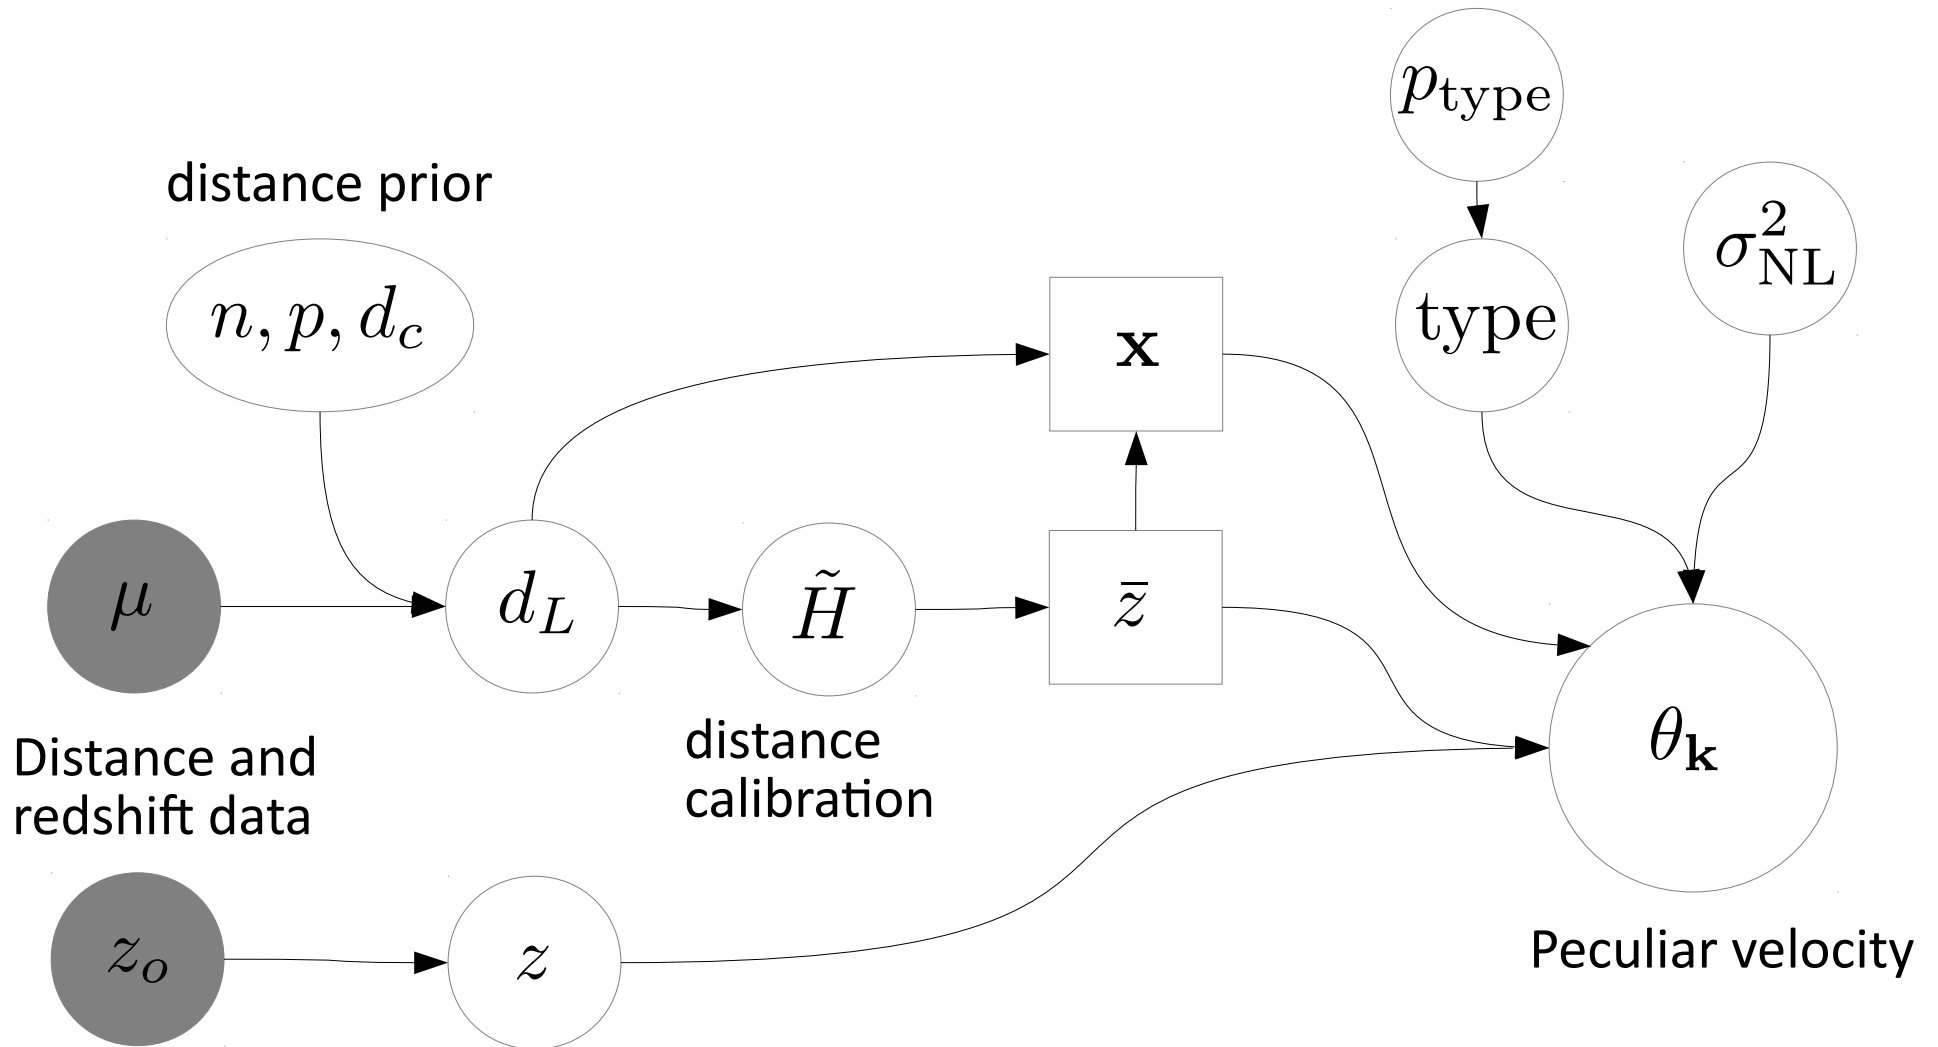 p_type
distance prior
σ²_NL
n, p, d_c
type
x
μ
d_L
H̃
z̄
distance
calibration
θ_k
Distance and
redshift data
z_o
z
Peculiar velocity